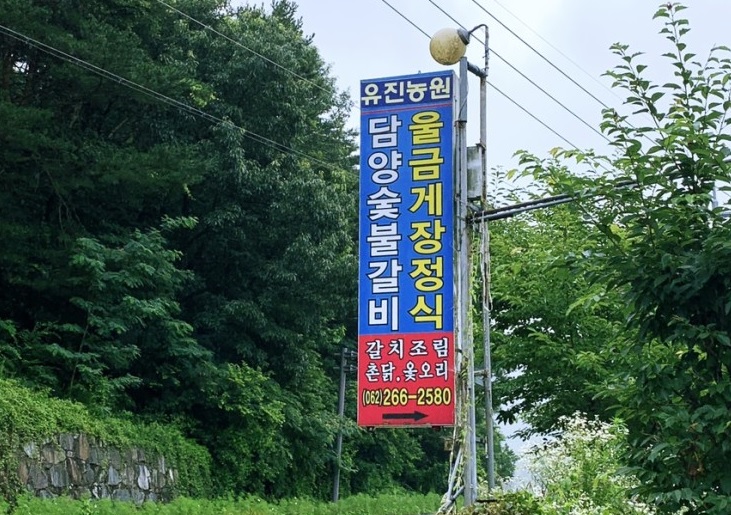 유진농원
담양숯불갈비
울금게장정식
갈치조림
촌닭,옻오리
(062)266-2580